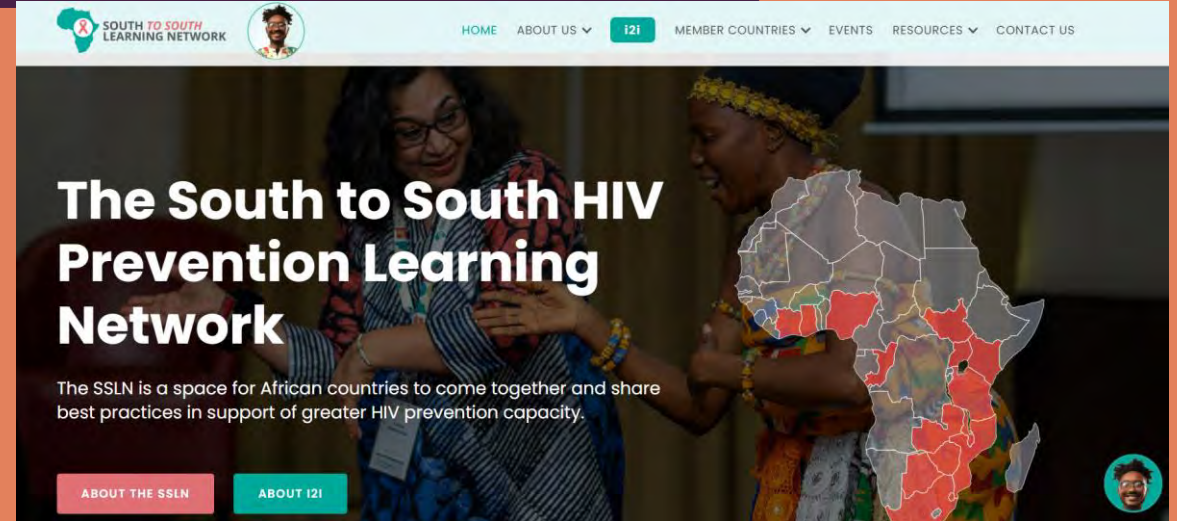 SOUTH TO SOUTH
LEARNING NETWORK
HOME
ABOUT US
i2i
MEMBER COUNTRIES
EVENTS
RESOURCES
CONTACT US
The South to South HIV
Prevention Learning
Network
The SSLN is a space for African countries to come together and share
best practices in support of greater HIV prevention capacity.
ABOUT THE SSLN
ABOUT I2I